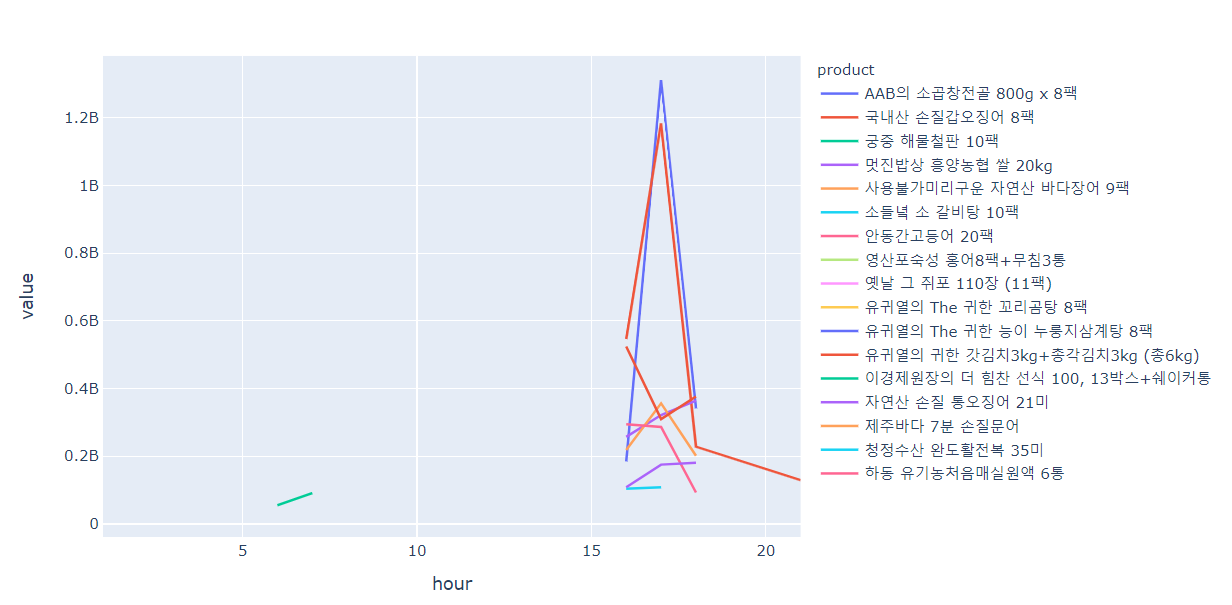 product
AAB의 소곱창전골 800g x 8팩
국내산 손질갑오징어 8팩
궁중 해물철판 10팩
멋진밥상 흥양농협 쌀 20kg
사용불가미리구운 자연산 바다장어 9팩
소들녘 소 갈비탕 10팩
안동간고등어 20팩
영산포숙성 홍어8팩+무침3통
옛날 그 쥐포 110장 (11팩)
유귀열의 The 귀한 꼬리곰탕 8팩
유귀열의 The 귀한 능이 누룽지삼계탕 8팩
유귀열의 귀한 갓김치3kg+총각김치3kg (총6kg)
이경제원장의 더 힘찬 선식 100, 13박스+쉐이커통
자연산 손질 통오징어 21미
제주바다 7분 손질문어
청정수산 완도활전복 35미
하동 유기농처음매실원액 6통
1.2B
1B
0.8B
0.6B
0.4B
0.2B
0
value
5 10 15 20
hour